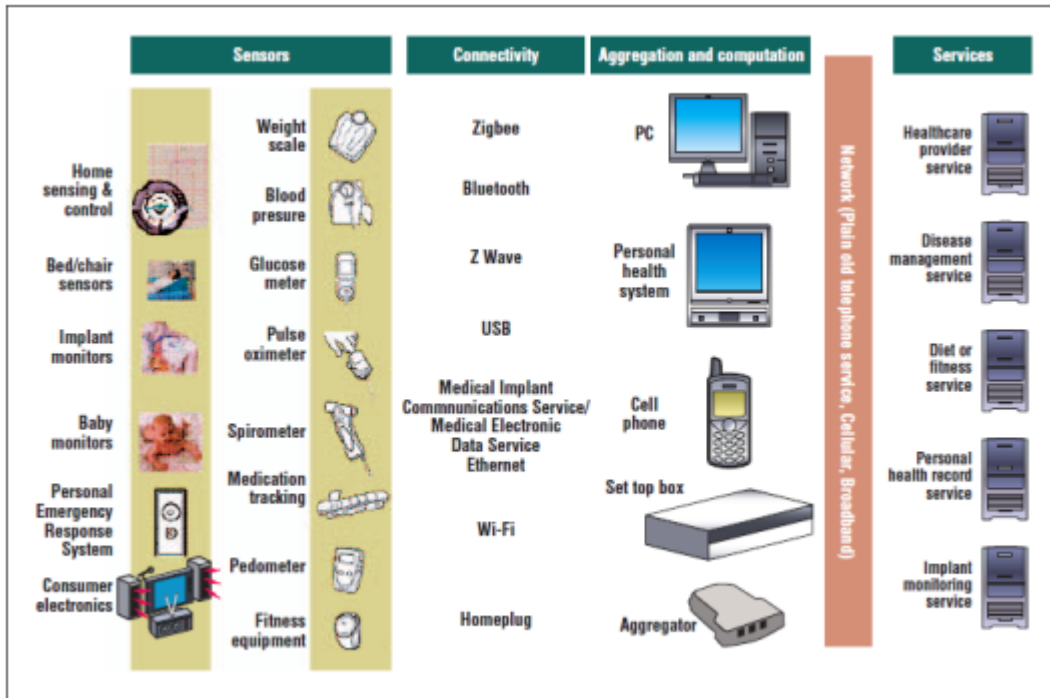 Sensors
Connectivity
Aggregation and computation
Services
Home
sensing &
control
Bed/chair
sensors
Implant
monitors
Baby
monitors
Personal
Emergency
Response
System
Consumer
electronics
Weight
scale
Blood
presure
Glucose
meter
Pulse
oximeter
Spirometer
Medication
tracking
Pedometer
Fitness
equipment
Zigbee
Bluetooth
Z Wave
USB
Medical Implant
Commnunications Service/
Medical Electronic
Data Service
Ethernet
Wi-Fi
Homeplug
PC
Personal
health
system
Cell
phone
Set top box
Aggregator
Network (Plain old telephone service, Cellular, Broadband)
Healthcare
provider
service
Disease
management
service
Diet or
fitness
service
Personal
health record
service
Implant
monitoring
service